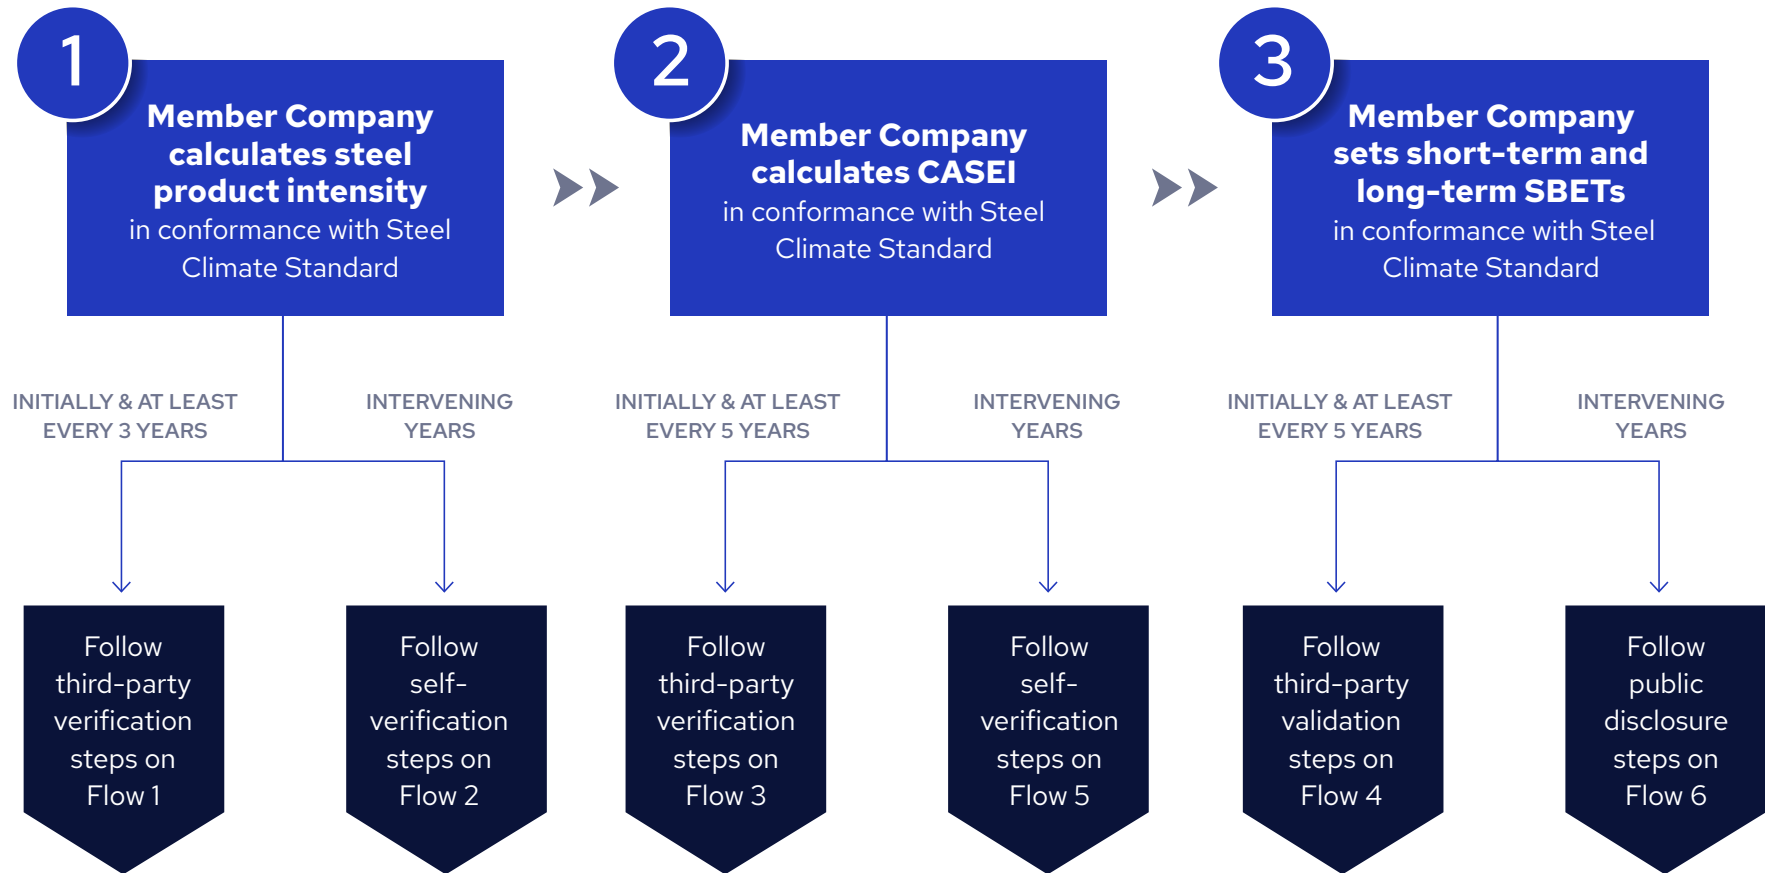 1
Member Company
calculates steel
product intensity
in conformance with Steel
Climate Standard
2
Member Company
calculates CASEI
in conformance with Steel
Climate Standard
3
Member Company
sets short-term and
long-term SBETs
in conformance with Steel
Climate Standard
INITIALLY & AT LEAST
EVERY 3 YEARS
INTERVENING
YEARS
INITIALLY & AT LEAST
EVERY 5 YEARS
INTERVENING
YEARS
INITIALLY & AT LEAST
EVERY 5 YEARS
INTERVENING
YEARS
Follow
third-party
verification
steps on
Flow 1
Follow
self-
verification
steps on
Flow 2
Follow
third-party
verification
steps on
Flow 3
Follow
self-
verification
steps on
Flow 5
Follow
third-party
validation
steps on
Flow 4
Follow
public
disclosure
steps on
Flow 6